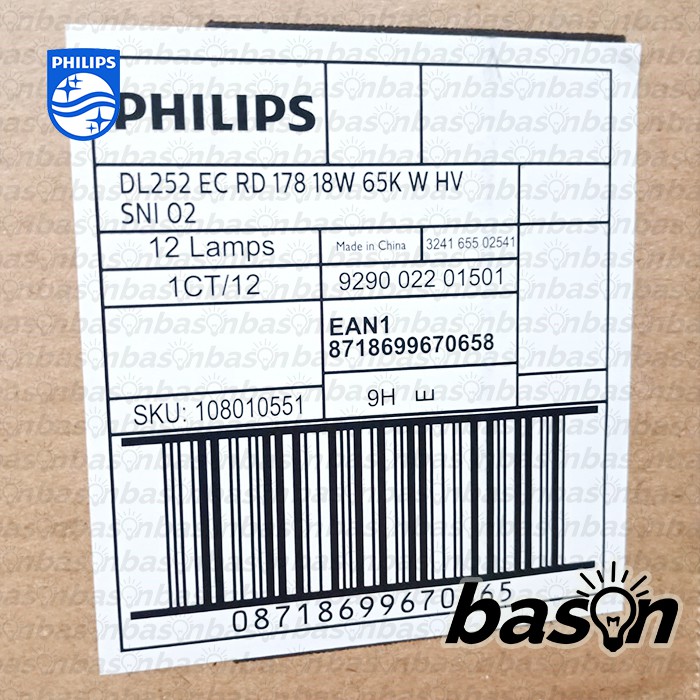 PHILIPS
PHILIPS
DL252 EC RD 178 18W 65K W HV
SNI 02
12 Lamps
Made in China
3241 655 02541
1CT/12
9290 022 01501
EAN1
8718699670658
SKU: 108010551
9H
E
basOn